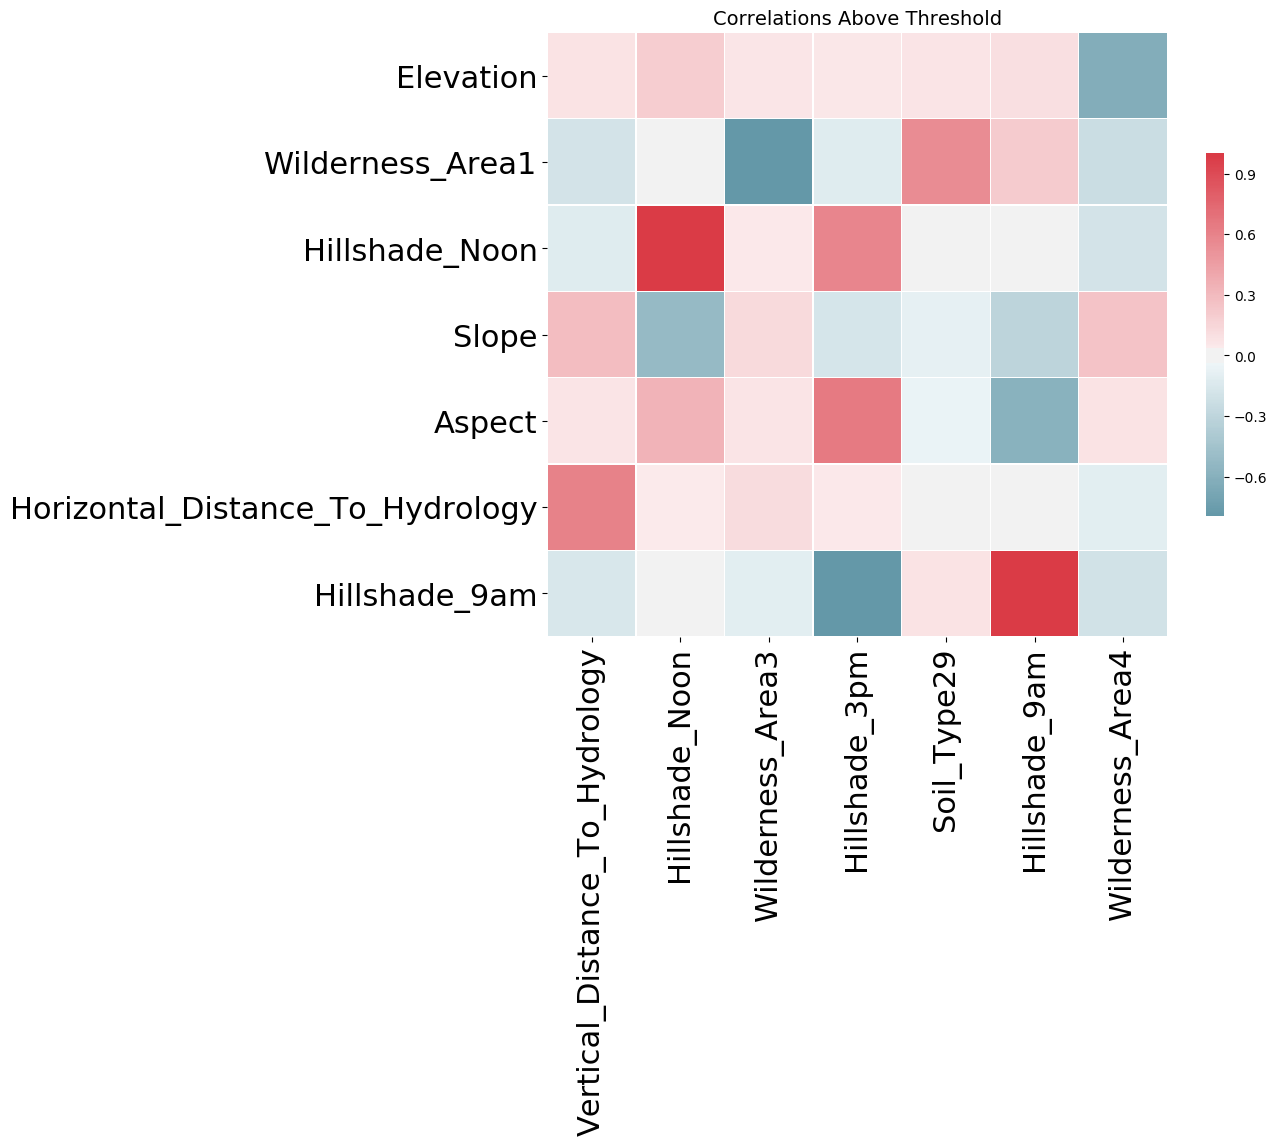 Correlations Above Threshold
Elevation
Wilderness_Area1
Hillshade_Noon
Slope
Aspect
Horizontal_Distance_To_Hydrology
Hillshade_9am
Vertical_Distance_To_Hydrology
Hillshade_Noon
Wilderness_Area3
Hillshade_3pm
Soil_Type29
Hillshade_9am
Wilderness_Area4
0.9
0.6
0.3
0.0
−0.3
−0.6